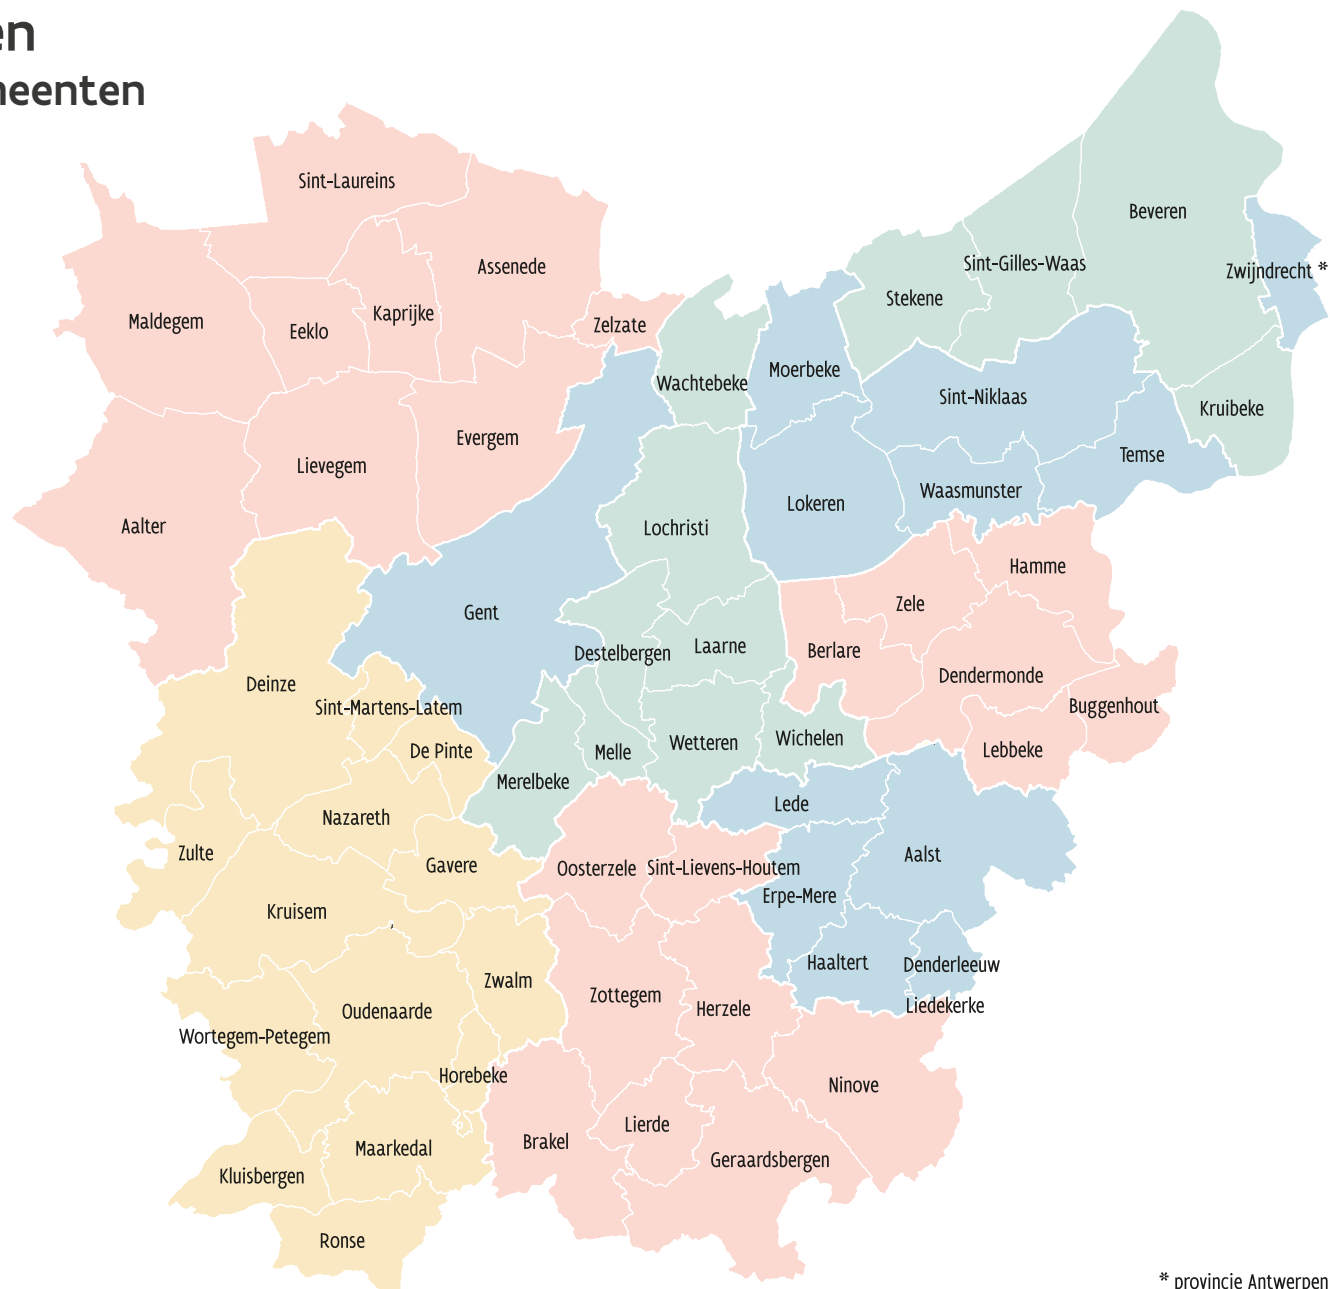 en
neenten
Sint-Laureins
Beveren
Assenede
Sint-Gilles-Waas
Zwijndrecht *
Stekene
Kaprijke
Maldegem
Eeklo
Zelzate
Moerbeke
Wachtebeke
Sint-Niklaas
Kruibeke
Evergem
Temse
Lievegem
Waasmunster
Lokeren
Aalter
Lochristi
Hamme
Zele
Gent
Laarne
Berlare
Destelbergen
Dendermonde
Deinze
Sint-Martens-Latem
Buggenhout
Wichelen
Wetteren
De Pinte
Melle
Lebbeke
Merelbeke
Lede
Nazareth
Zulte
Aalst
Gavere
Oosterzele
Sint-Lievens-Houtem
Erpe-Mere
Kruisem
Haaltert
Denderleeuw
Zwalm
Zottegem
Liedekerke
Herzele
Oudenaarde
Wortegem-Petegem
Horebeke
Ninove
Lierde
Brakel
Maarkedal
Geraardsbergen
Kluisbergen
Ronse
* provincie Antwerpen